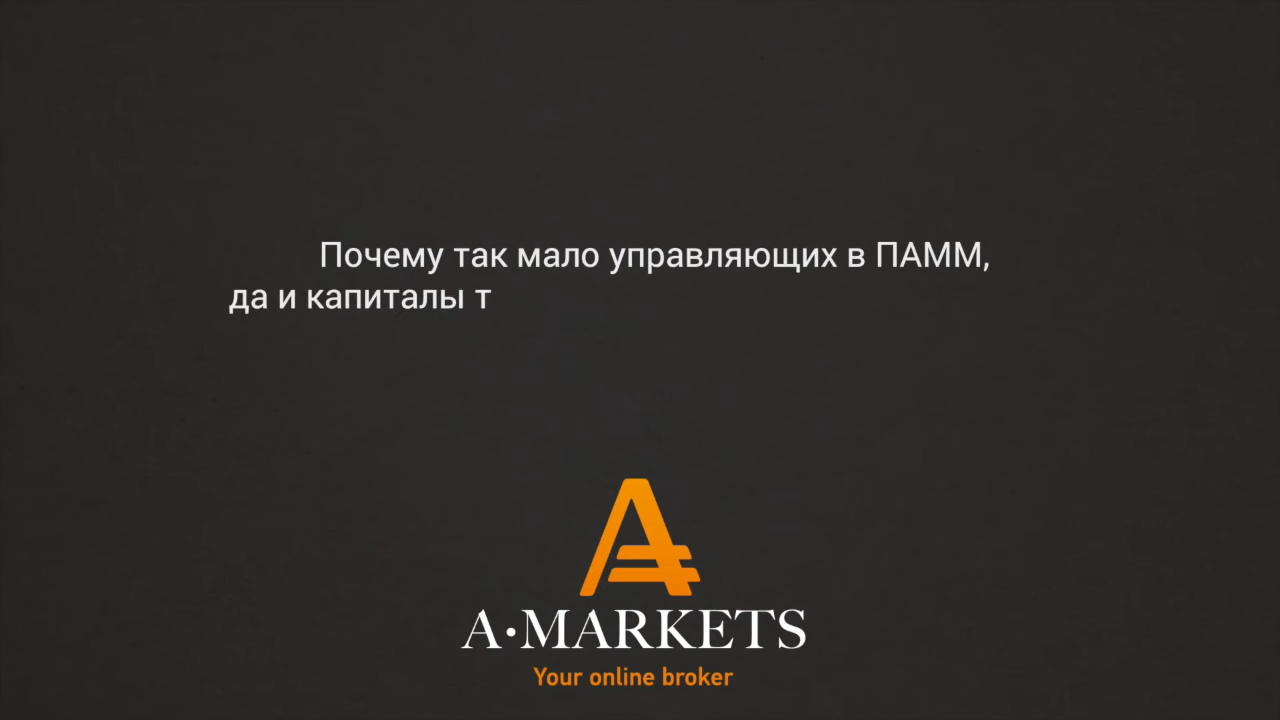 Почему так мало управляющих в ПАММ,
да и капиталы т
A·MARKETS
Your online broker